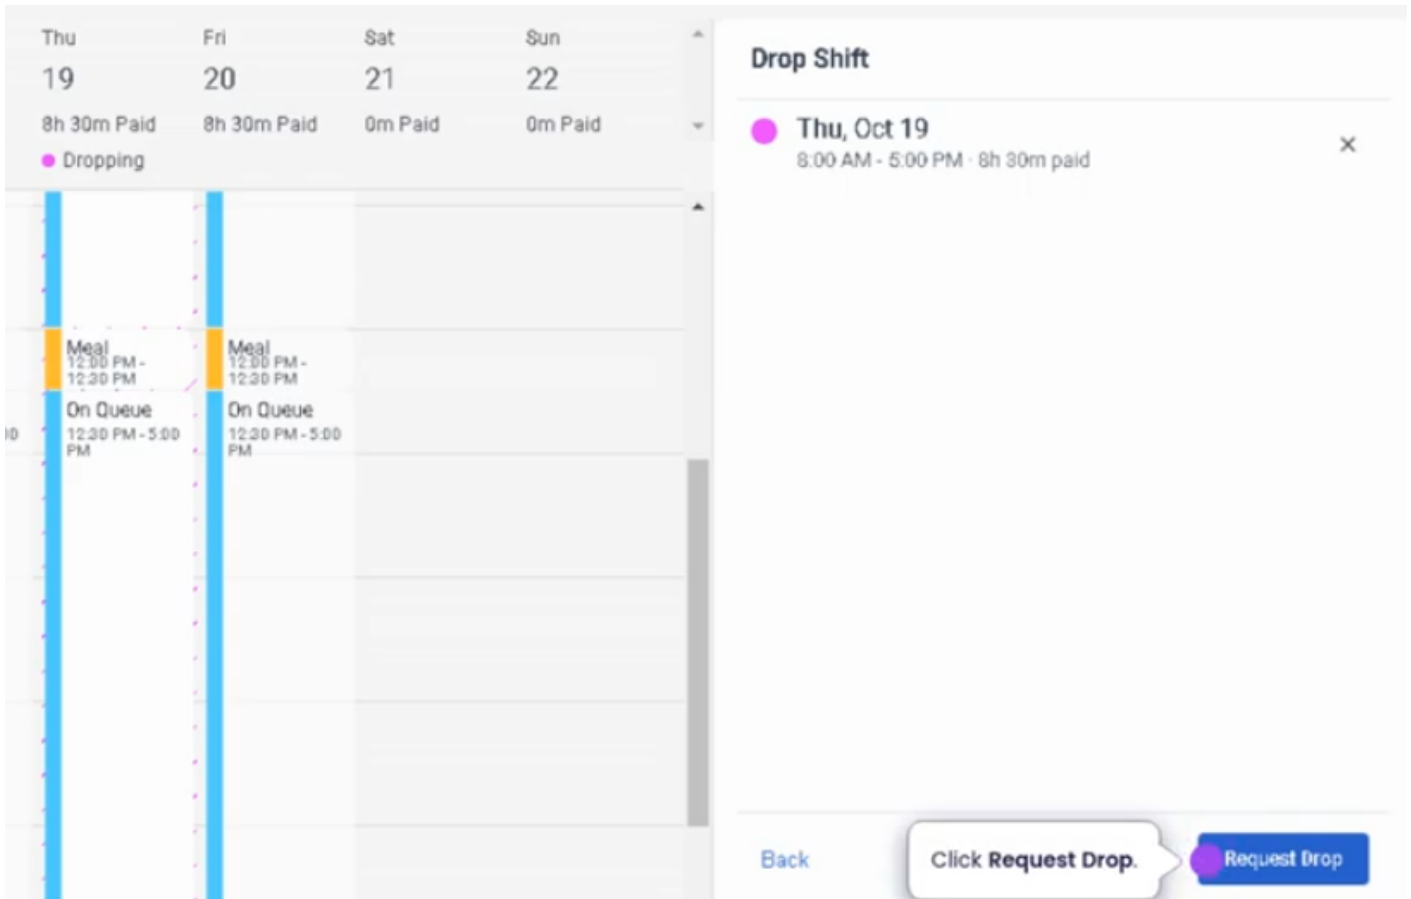 Thu Fri Sat Sun
19 20 21 22
8h 30m Paid 8h 30m Paid 0m Paid 0m Paid
Dropping
Meal
12:00 PM -
12:30 PM
On Queue
12:30 PM - 5:00
PM
Meal
12:00 PM -
12:30 PM
On Queue
12:30 PM - 5:00
PM
Drop Shift
Thu, Oct 19
8:00 AM - 5:00 PM · 8h 30m paid
Back
Click Request Drop.
Request Drop